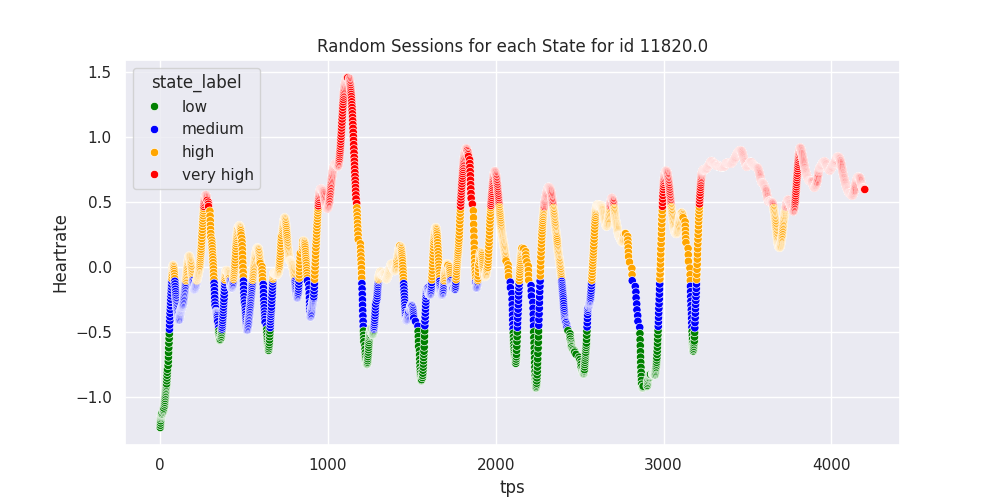 Random Sessions for each State for id 11820.0
state_label
low
medium
high
very high
Heartrate
1.5
1.0
0.5
0.0
−0.5
−1.0
0
1000
2000
3000
4000
tps